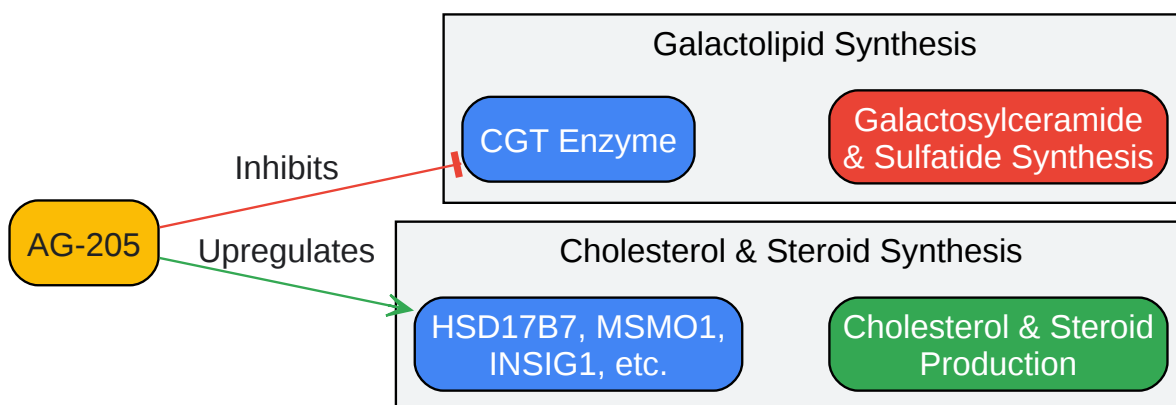 Galactolipid Synthesis
CGT Enzyme
Galactosylceramide
& Sulfatide Synthesis
Inhibits
AG-205
Upregulates
Cholesterol & Steroid Synthesis
HSD17B7, MSMO1,
INSIG1, etc.
Cholesterol & Steroid
Production